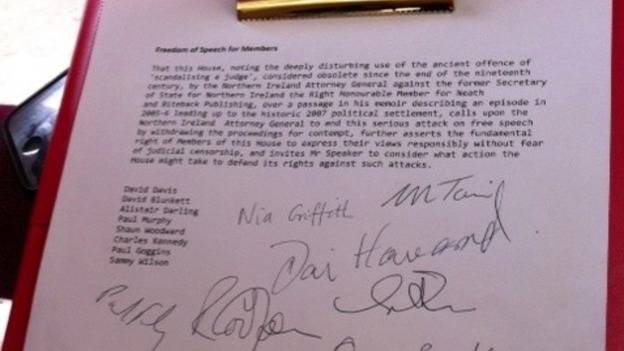 Freedom of Speech for Members
That this House, noting the deeply disturbing use of the ancient offence of
'scandalising a judge', considered obsolete since the end of the nineteenth
century, by the Northern Ireland Attorney General against the former Secretary
of State for Northern Ireland the Right Honourable Member for Neath
and Biteback Publishing, over a passage in his memoir describing an episode in
2005-6 leading up to the historic 2007 political settlement, calls upon the
Northern Ireland Attorney General to end this serious attack on free speech
by withdrawing the proceedings for contempt, further asserts the fundamental
right of Members of this House to express their views responsibly without fear
of judicial censorship, and invites Mr Speaker to consider what action the
House might take to defend its rights against such attacks.
David Davis
David Blunkett
Alistair Darling
Paul Murphy
Shaun Woodward
Charles Kennedy
Paul Goggins
Sammy Wilson
Nia Griffith
Dai Havard